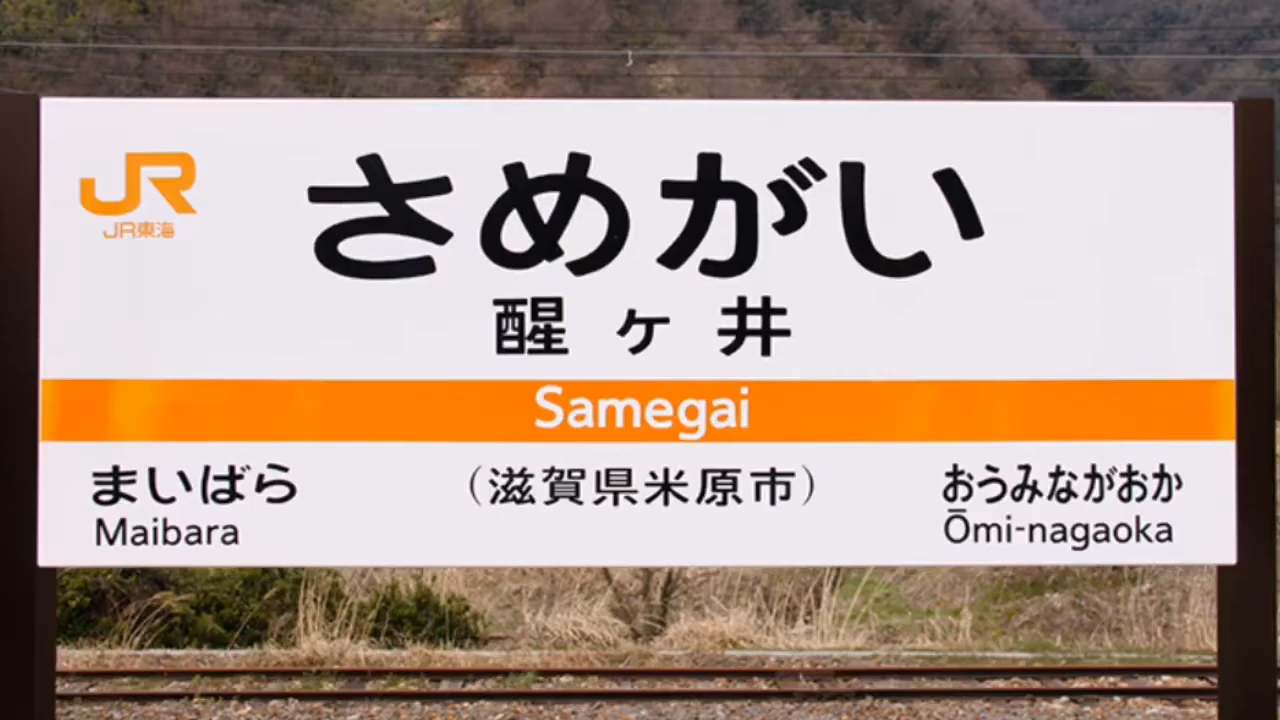 JR
JR東海
さめがい
醒ヶ井
Samegai
まいばら
Maibara
（滋賀県米原市）
おうみながおか
Ōmi-nagaoka